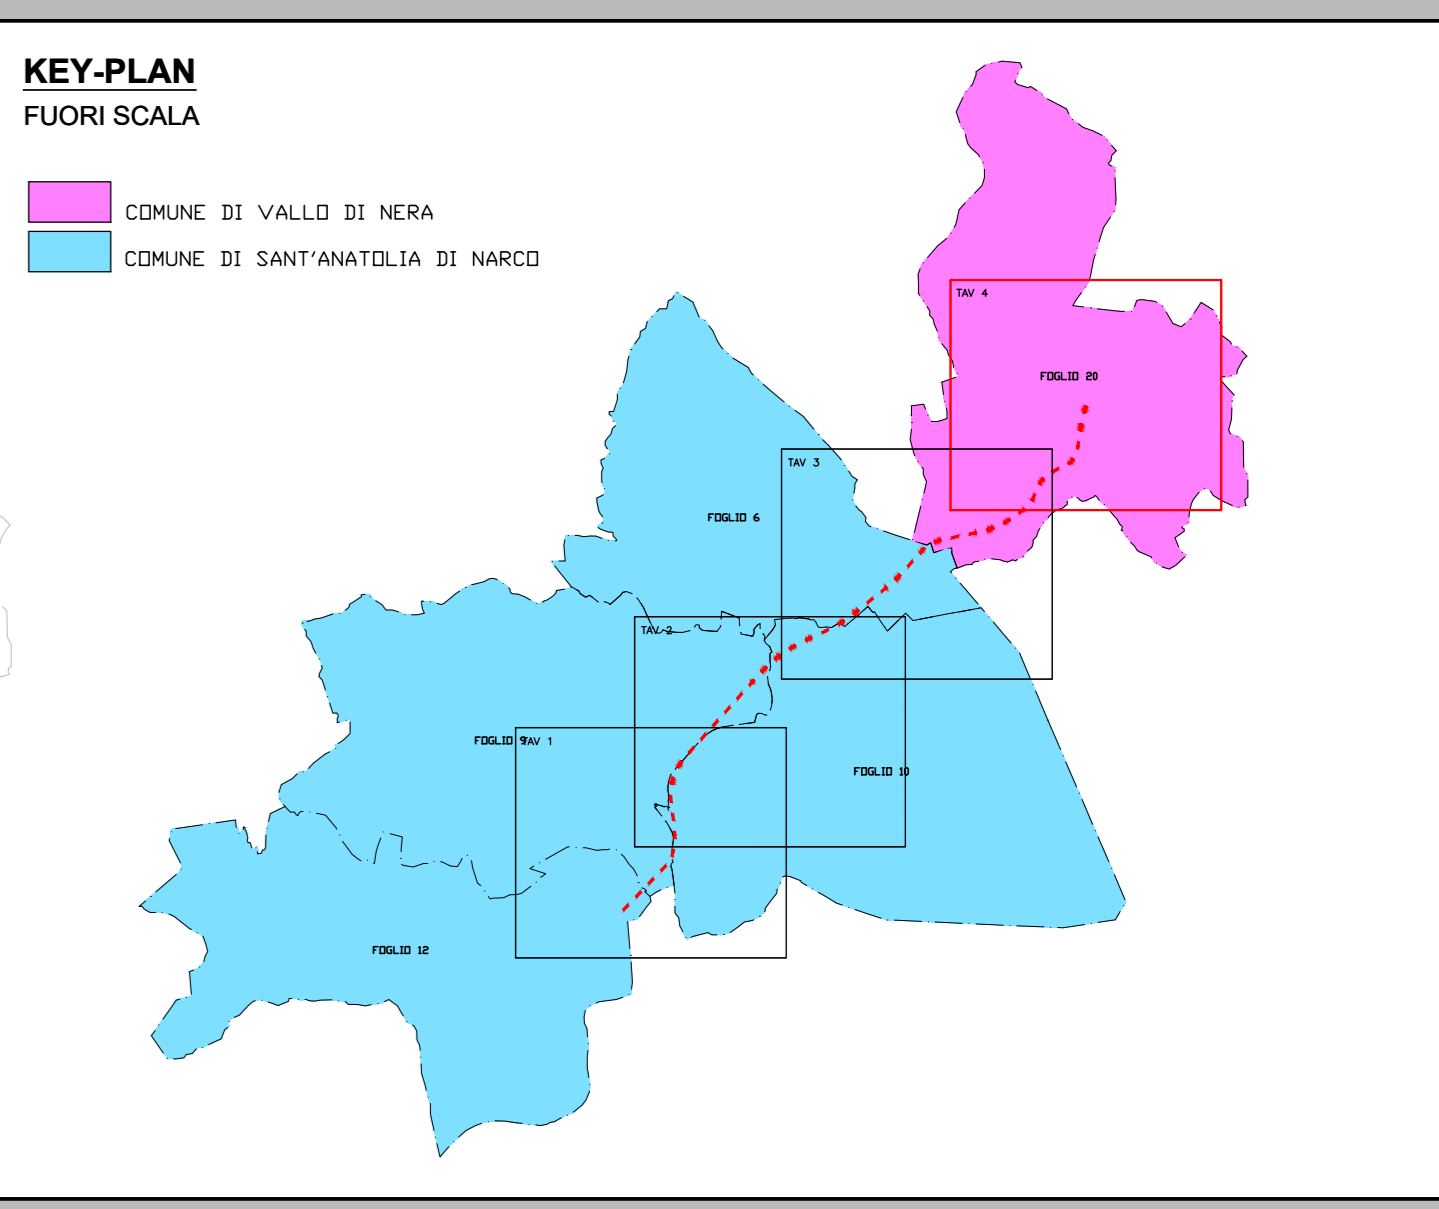 KEY-PLAN
FUORI SCALA
COMUNE DI VALLO DI NERA
COMUNE DI SANT'ANATOLIA DI NARCO
TAV 4
FOGLIO 20
TAV 3
FOGLIO 6
TAV 2
FOGLIO 9
TAV 1
FOGLIO 10
FOGLIO 12